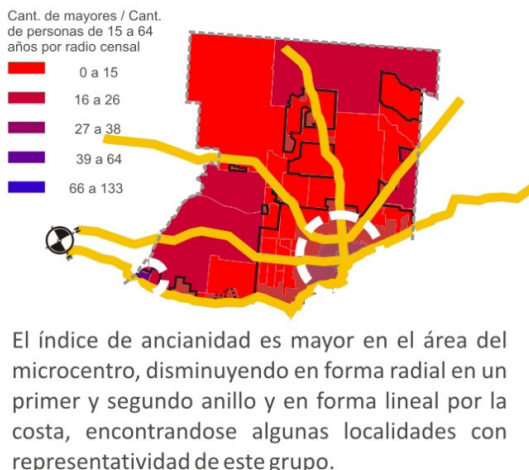 Cant. de mayores / Cant.
de personas de 15 a 64
años por radio censal
0 a 15
16 a 26
27 a 38
39 a 64
66 a 133
El índice de ancianidad es mayor en el área del
microcentro, disminuyendo en forma radial en un
primer y segundo anillo y en forma lineal por la
costa, encontrandose algunas localidades con
representatividad de este grupo.